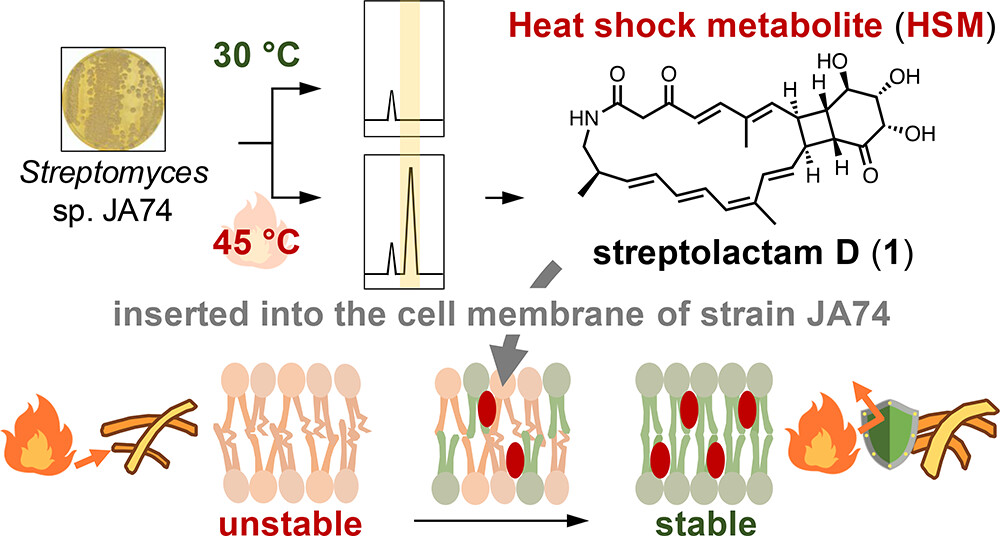 Heat shock metabolite (HSM)
30 °C
Streptomyces
sp. JA74
45 °C
O
O
HN
H
H
H
H
HO
OH
OH
O
streptolactam D (1)
inserted into the cell membrane of strain JA74
unstable
stable